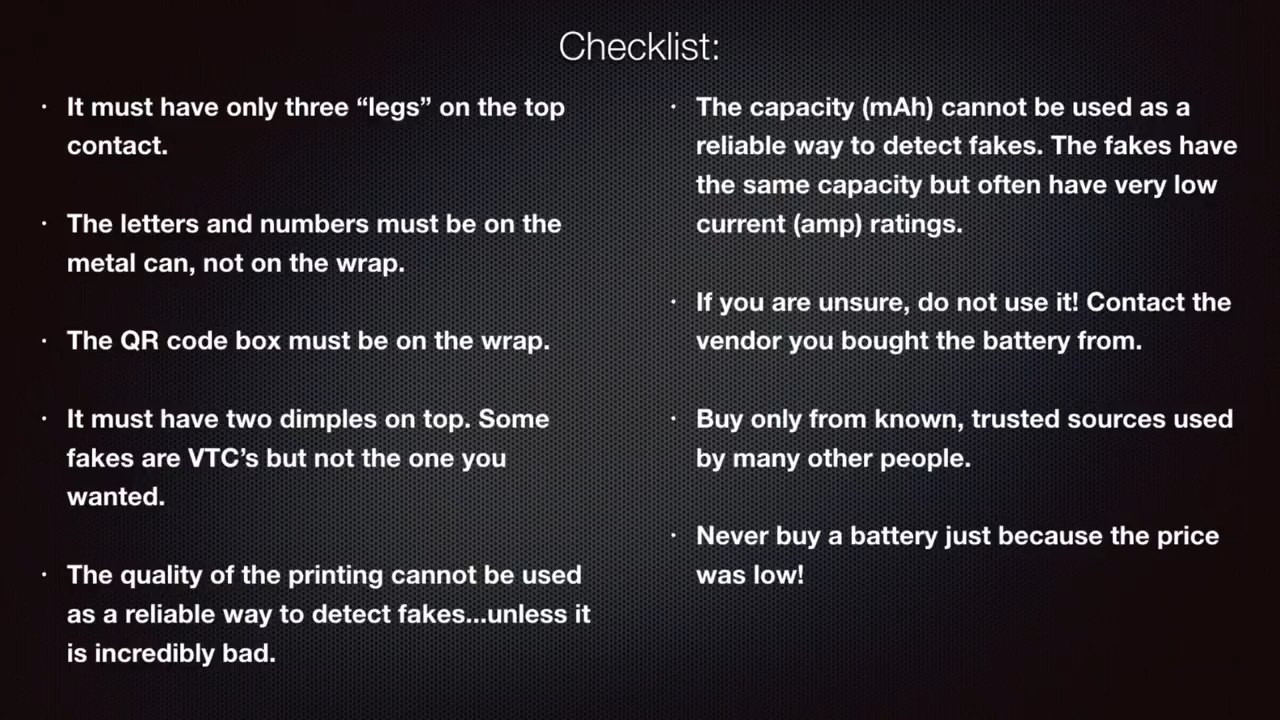 Checklist:
· It must have only three “legs” on the top
contact.
· The letters and numbers must be on the
metal can, not on the wrap.
· The QR code box must be on the wrap.
· It must have two dimples on top. Some
fakes are VTC’s but not the one you
wanted.
· The quality of the printing cannot be used
as a reliable way to detect fakes...unless it
is incredibly bad.
· The capacity (mAh) cannot be used as a
reliable way to detect fakes. The fakes have
the same capacity but often have very low
current (amp) ratings.
· If you are unsure, do not use it! Contact the
vendor you bought the battery from.
· Buy only from known, trusted sources used
by many other people.
· Never buy a battery just because the price
was low!